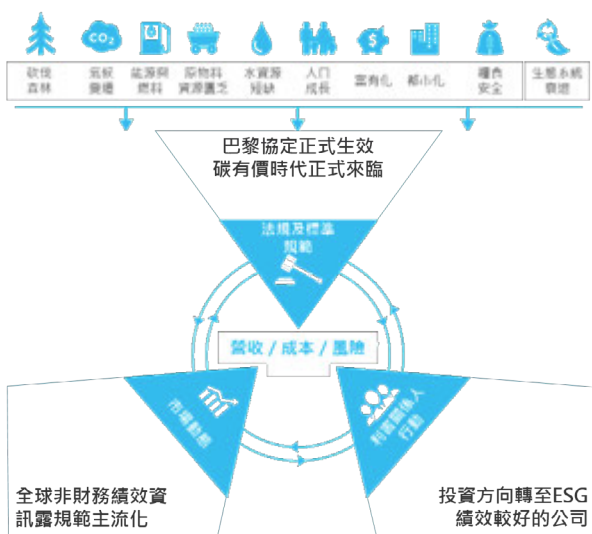 CO₂
$
砍伐
森林
氣候
變遷
能源與
燃料
原物料
資源匱乏
水資源
短缺
人口
成長
富有化
都市化
糧食
安全
生態系統
衰退
巴黎協定正式生效
碳有價時代正式來臨
法規及標準
規範
營收 / 成本 / 風險
市場動態
利害關係人
行動
全球非財務績效資
訊露規範主流化
投資方向轉至ESG
績效較好的公司